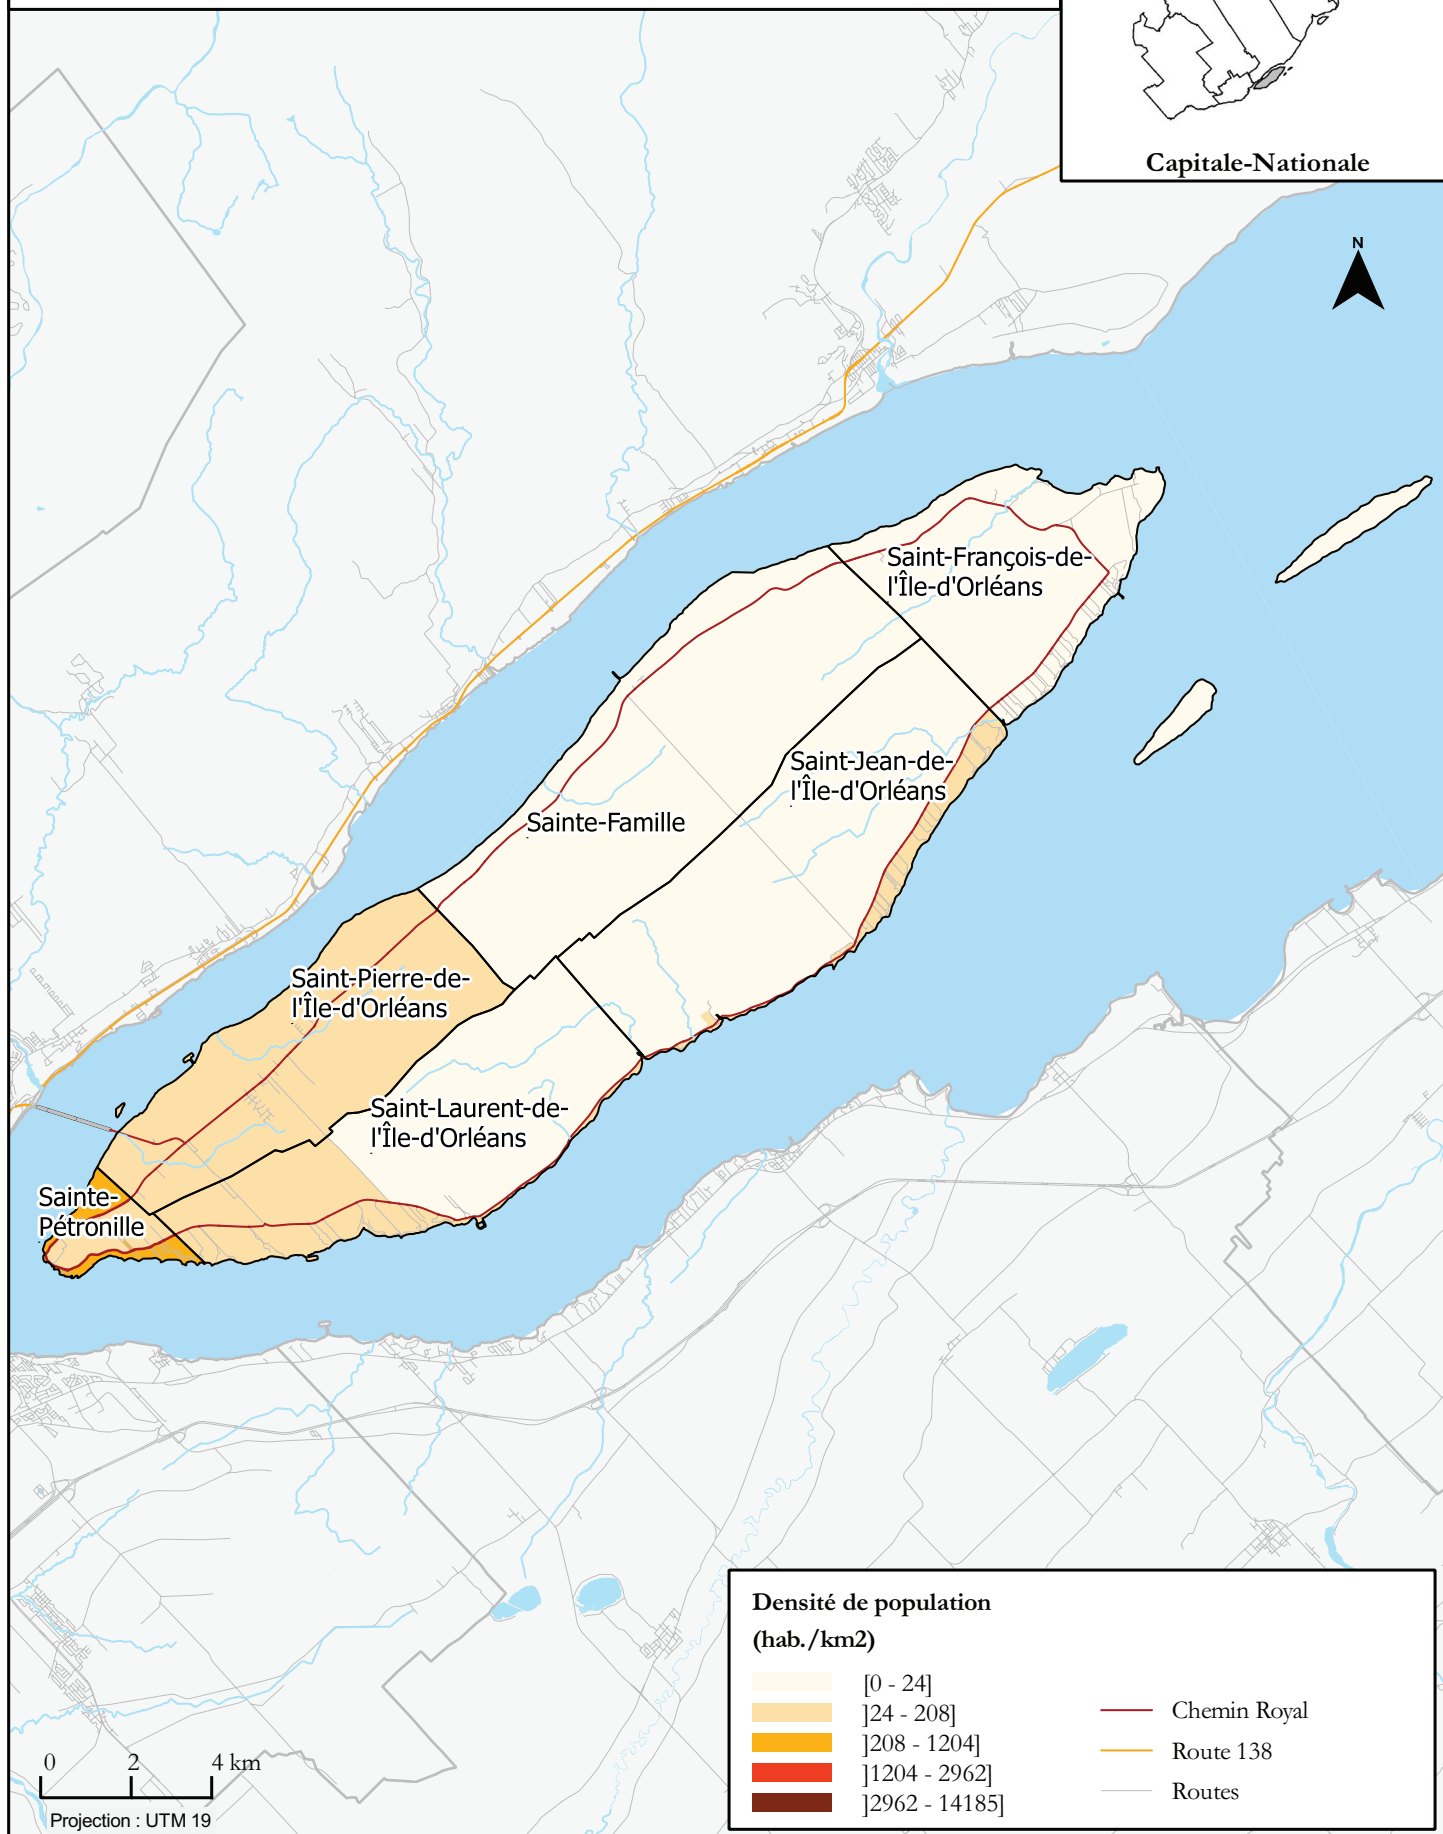 Capitale-Nationale
N
Saint-François-de-
l'Île-d'Orléans
Saint-Jean-de-
l'Île-d'Orléans
Sainte-Famille
Saint-Pierre-de-
l'Île-d'Orléans
Saint-Laurent-de-
l'Île-d'Orléans
Sainte-
Pétronille
Densité de population
(hab./km2)
[0 - 24]
]24 - 208]
]208 - 1204]
]1204 - 2962]
]2962 - 14185]
Chemin Royal
Route 138
Routes
0 2 4 km
Projection : UTM 19